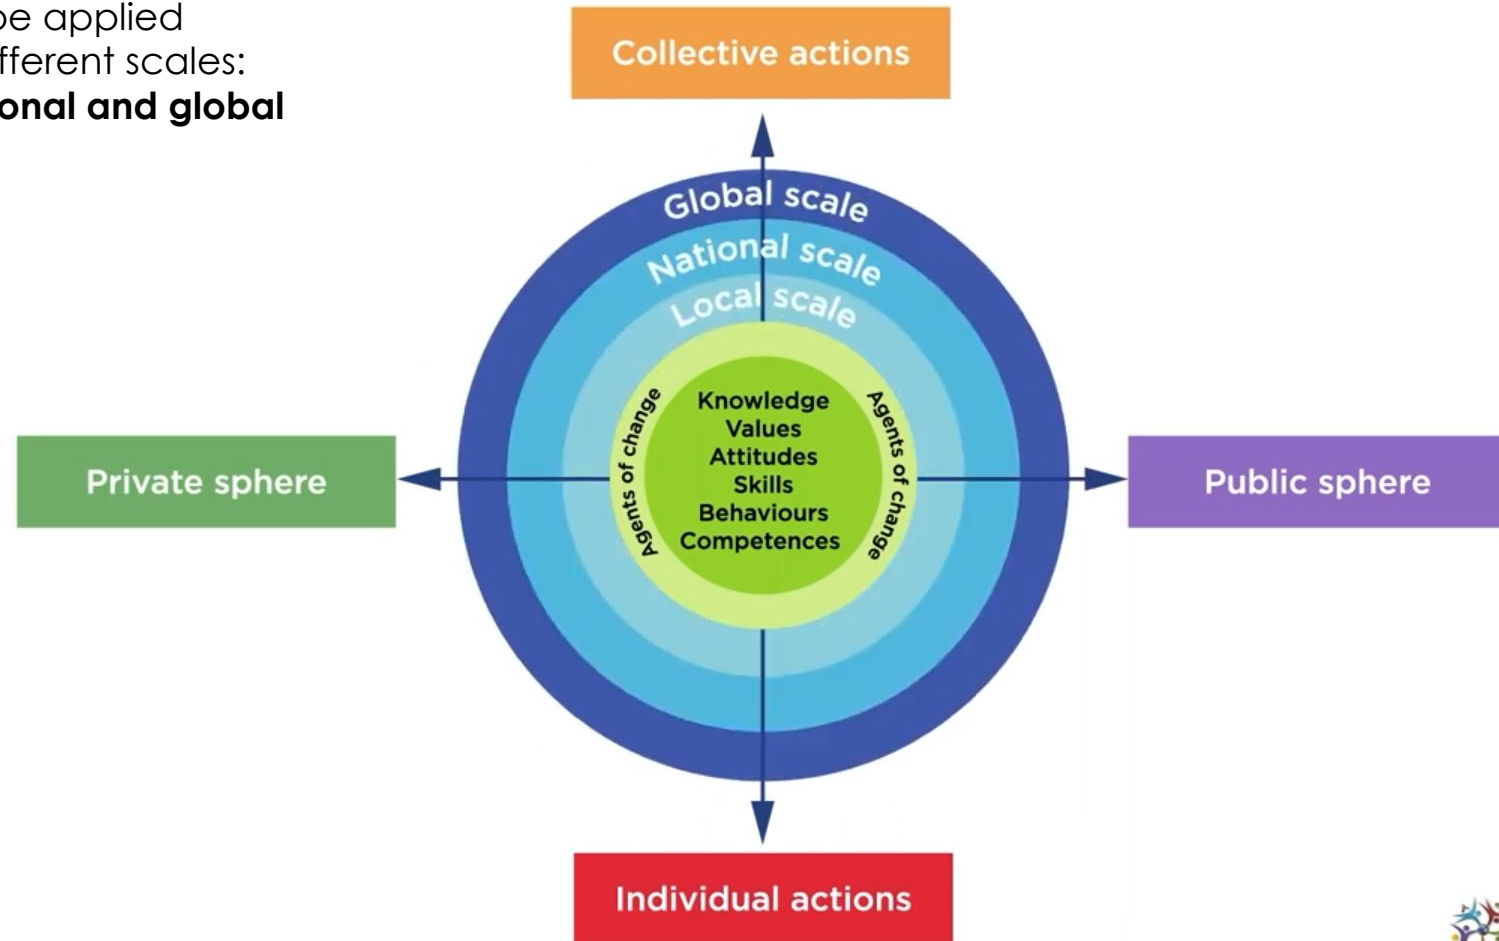 be applied
fferent scales:
onal and global
Collective actions
Global scale
National scale
Local scale
Agents of change
Knowledge
Values
Attitudes
Skills
Behaviours
Competences
Agents of change
Private sphere
Public sphere
Individual actions